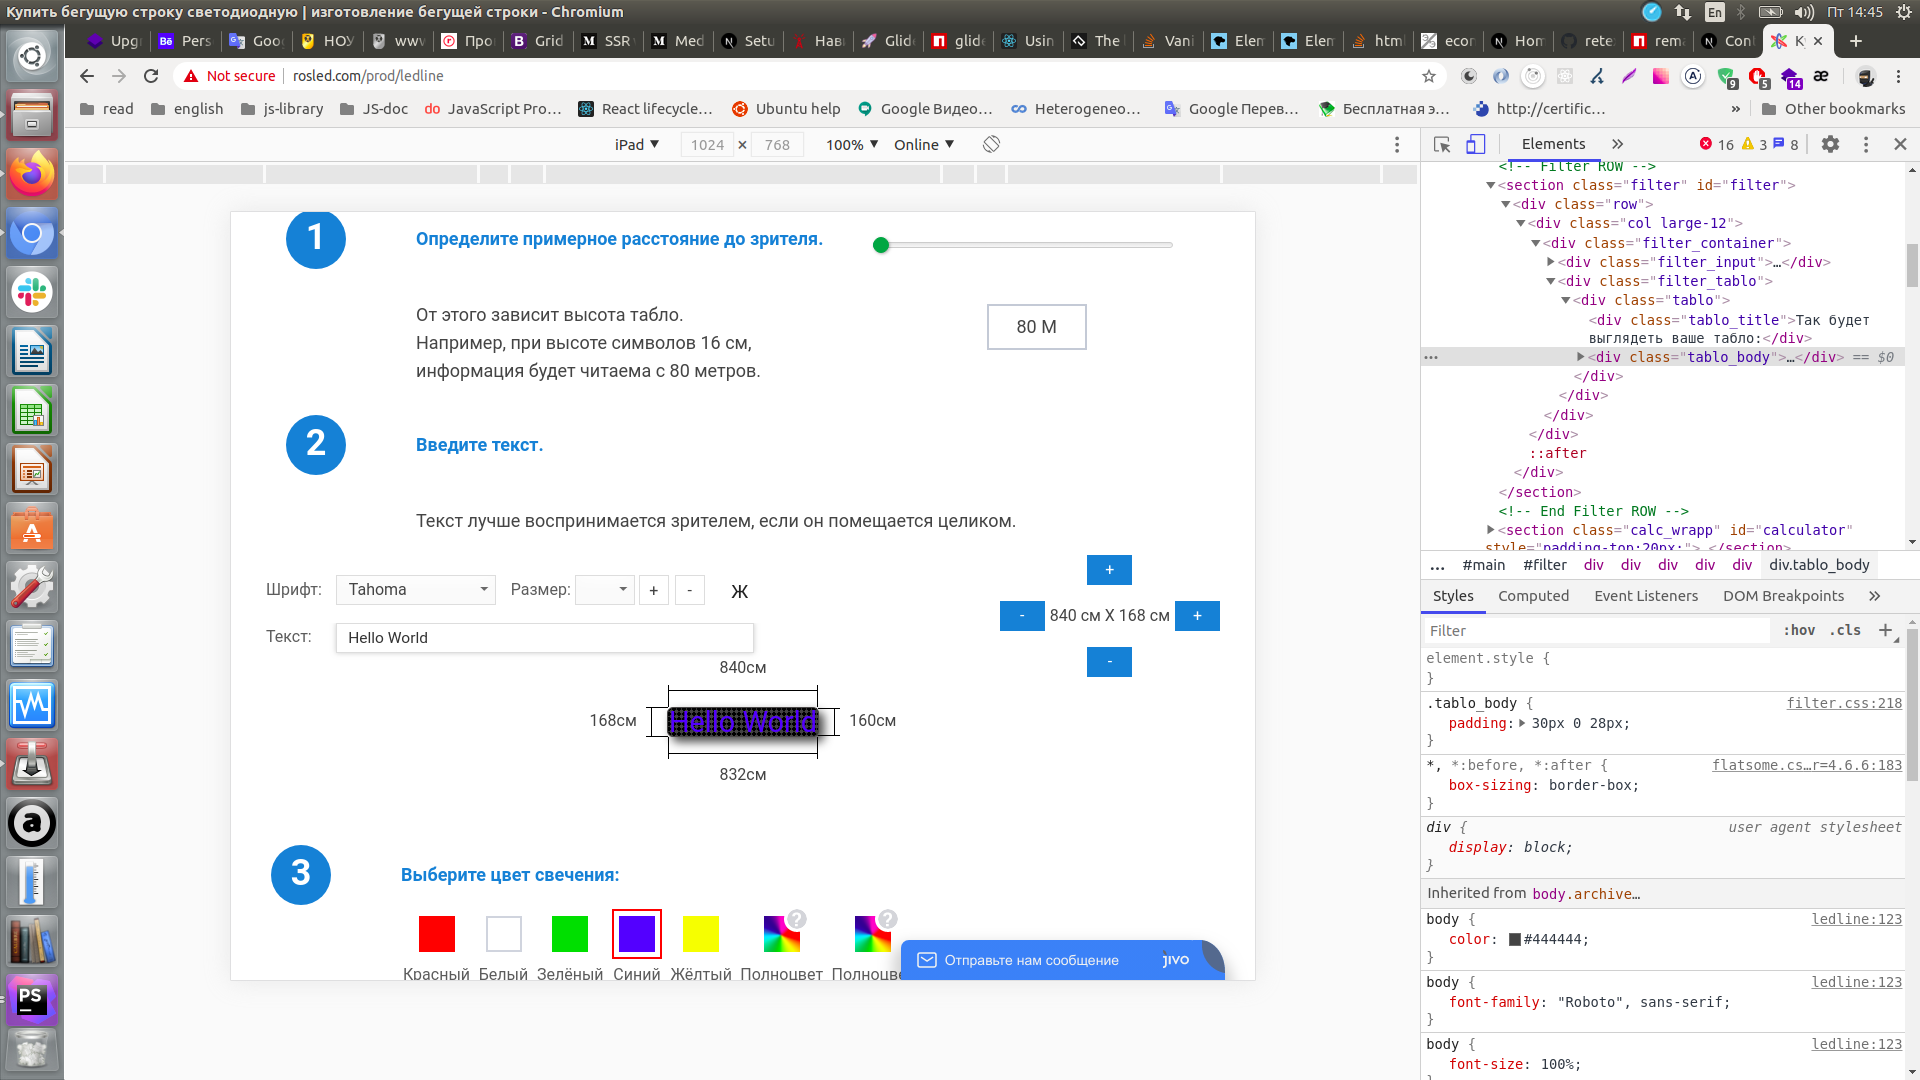 Купить бегущую строку светодиодную | изготовление бегущей строки - Chromium
En
Пт 14:45
Upg
Pers
Goo
НОУ
wwv
Про
Grid
SSR
Med
Setu
Нав
Glid
glide
Usin
The
Vani
Elem
Elem
html
econ
Hom
rete
rema
Con
К
Not secure
rosled.com/prod/ledline
9
5
14
æ
read
english
js-library
JS-doc
do JavaScript Pro...
React lifecycle...
Ubuntu help
Google Видео...
Heterogeneo...
Google Перев...
Бесплатная э...
http://certific...
»
Other bookmarks
iPad
1024 × 768
100%
Online
Elements
»
16
3
8
1
Определите примерное расстояние до зрителя.
От этого зависит высота табло.
Например, при высоте символов 16 см,
информация будет читаема с 80 метров.
80 М
2
Введите текст.
Текст лучше воспринимается зрителем, если он помещается целиком.
Шрифт:
Tahoma
Размер:
+
-
Ж
Текст:
Hello World
+
-
840 см X 168 см
+
-
840см
168см
Hello World
160см
832см
3
Выберите цвет свечения:
?
?
Красный
Белый
Зелёный
Синий
Жёлтый
Полноцвет
Полноцве
Отправьте нам сообщение
jivo
PS
<!-- Filter ROW -->
<section class="filter" id="filter">
<div class="row">
<div class="col large-12">
<div class="filter_container">
<div class="filter_input">…</div>
<div class="filter_tablo">
<div class="tablo">
<div class="tablo_title">Так будет
выглядеть ваше табло:</div>
<div class="tablo_body">…</div> == $0
</div>
</div>
</div>
</div>
::after
</div>
</section>
<!-- End Filter ROW -->
<section class="calc_wrapp" id="calculator"
style="padding-top:20px;">…</section>
...
#main
#filter
div
div
div
div
div
div.tablo_body
Styles
Computed
Event Listeners
DOM Breakpoints
»
Filter
:hov
.cls
+
element.style {
}
.tablo_body {
filter.css:218
padding: 30px 0 28px;
}
*, *:before, *:after {
flatsome.cs…r=4.6.6:183
box-sizing: border-box;
}
div {
user agent stylesheet
display: block;
}
Inherited from body.archive…
body {
ledline:123
color: #444444;
}
body {
ledline:123
font-family: "Roboto", sans-serif;
}
body {
ledline:123
font-size: 100%;